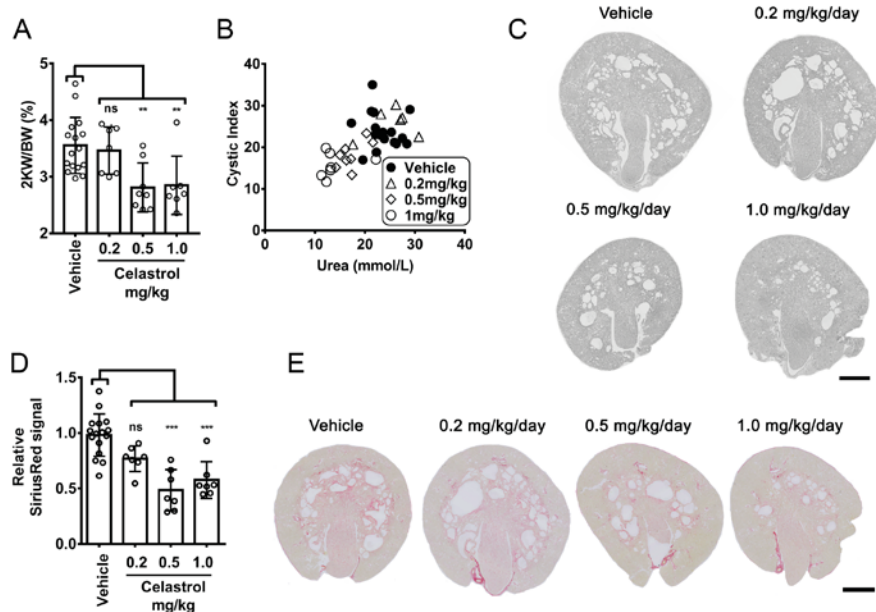 A
2KW/BW (%)
5
4
3
2
ns
**
**
Vehicle
0.2
0.5
1.0
Celastrol
mg/kg
B
Cystic Index
40
30
20
10
0
0
10
20
30
40
Urea (mmol/L)
Vehicle
0.2mg/kg
0.5mg/kg
1mg/kg
C
Vehicle
0.2 mg/kg/day
0.5 mg/kg/day
1.0 mg/kg/day
D
Relative
SiriusRed signal
1.5
1.0
0.5
0.0
ns
***
***
Vehicle
0.2
0.5
1.0
Celastrol
mg/kg
E
Vehicle
0.2 mg/kg/day
0.5 mg/kg/day
1.0 mg/kg/day